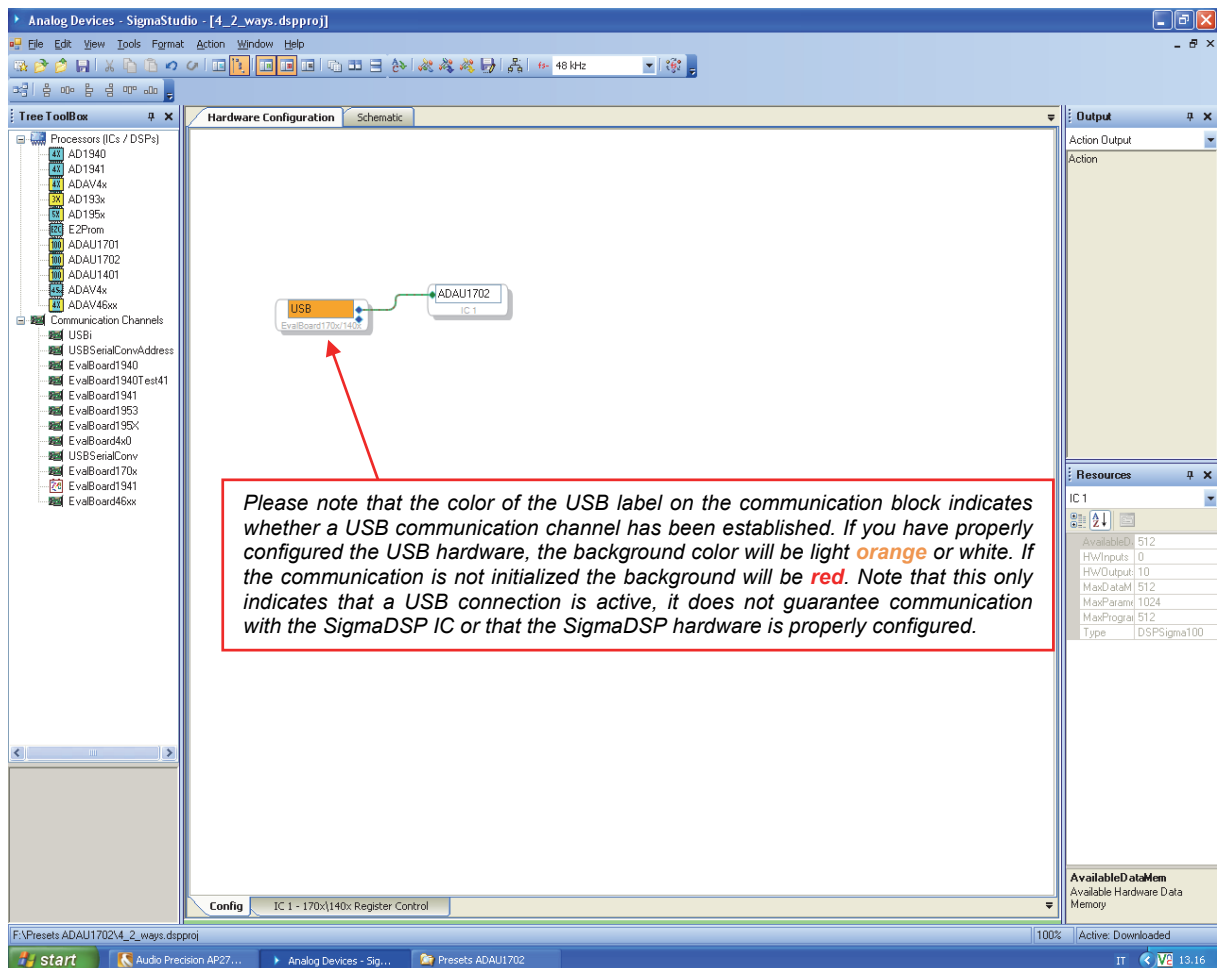 Analog Devices - SigmaStudio - [4_2_ways.dspproj]
File Edit View Tools Format Action Window Help
48 kHz
Tree ToolBox
Processors (ICs / DSPs)
AD1940
AD1941
ADAV4x
AD193x
AD195x
E2Prom
ADAU1701
ADAU1702
ADAU1401
ADAV4x
ADAV46xx
Communication Channels
USBi
USBSerialConvAddress
EvalBoard1940
EvalBoard1940Test41
EvalBoard1941
EvalBoard1953
EvalBoard195X
EvalBoard4x0
USBSerialConv
EvalBoard170x
EvalBoard1941
EvalBoard46xx
Hardware Configuration Schematic
USB
EvalBoard170x/140x
ADAU1702
IC 1
Please note that the color of the USB label on the communication block indicates
whether a USB communication channel has been established. If you have properly
configured the USB hardware, the background color will be light orange or white. If
the communication is not initialized the background will be red. Note that this only
indicates that a USB connection is active, it does not guarantee communication
with the SigmaDSP IC or that the SigmaDSP hardware is properly configured.
Config IC 1 - 170x\140x Register Control
Output
Action Output
Action
Resources
IC 1
AvailableD 512
HWInputs 0
HWOutput 10
MaxDataM 512
MaxParame 1024
MaxPrograi 512
Type DSPSigma100
AvailableDataMem
Available Hardware Data
Memory
F:\Presets ADAU1702\4_2_ways.dspproj 100% Active: Downloaded
start Audio Precision AP27... Analog Devices - Sig... Presets ADAU1702 IT 13.16